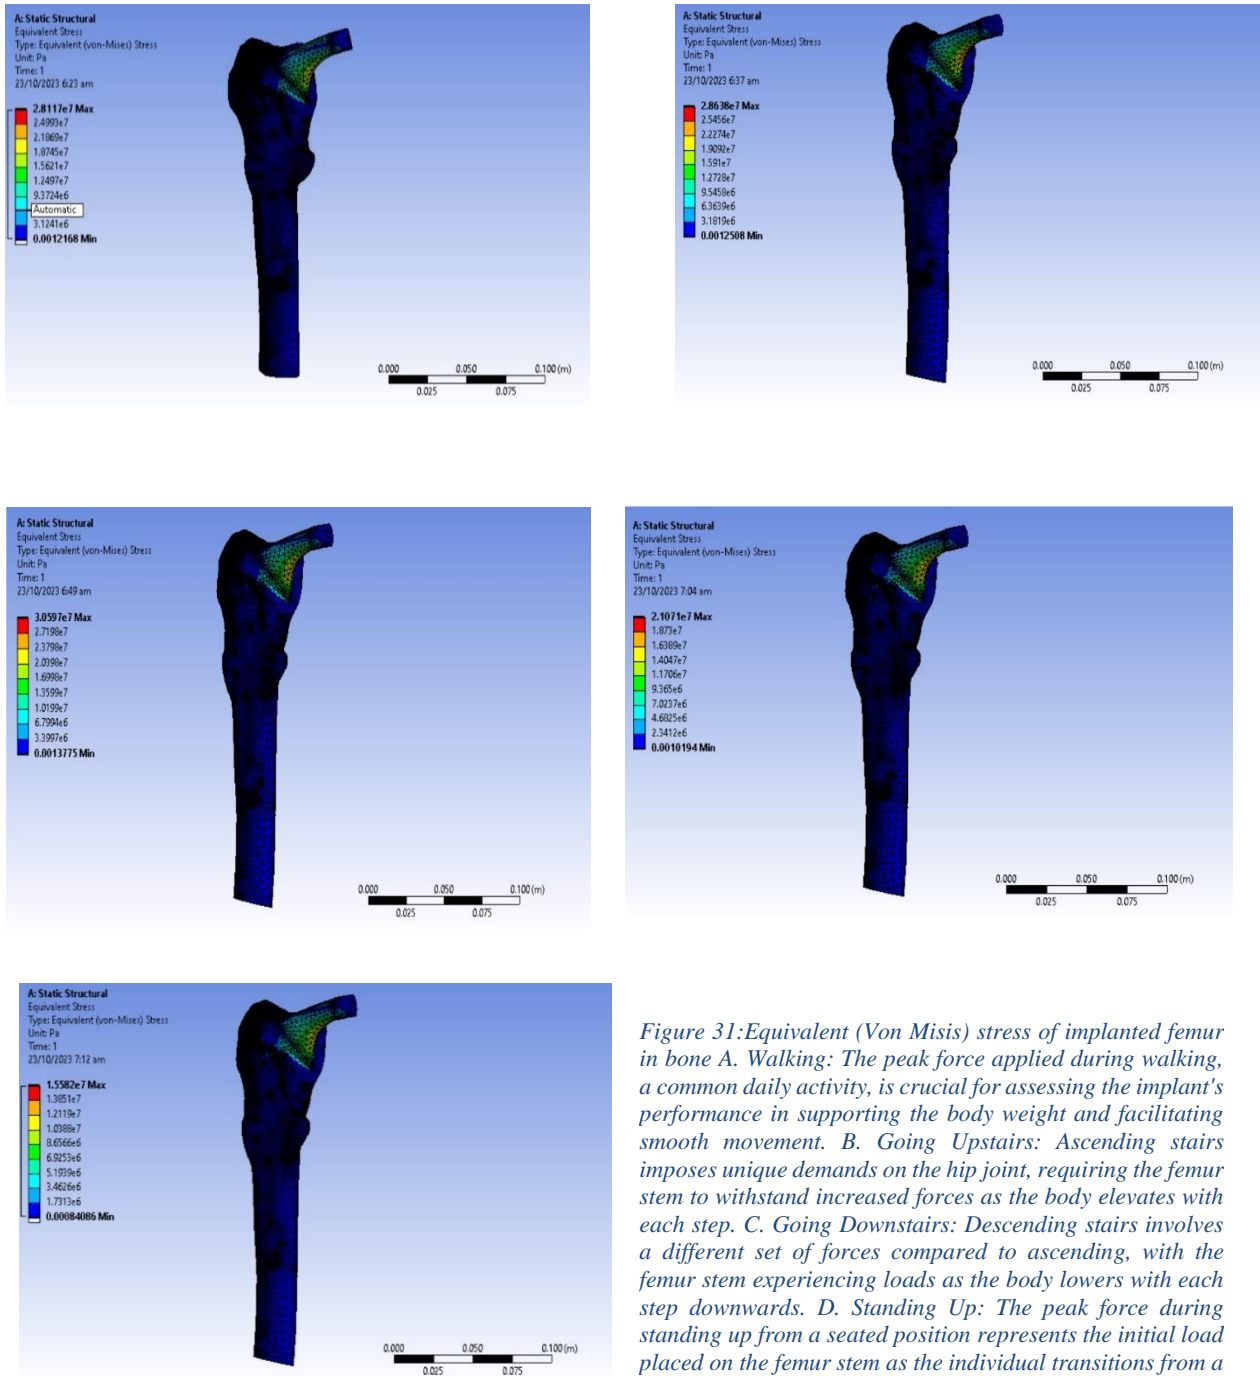 A: Static Structural
Equivalent Stress
Type: Equivalent (von-Mises) Stress
Unit: Pa
Time: 1
23/10/2023 6:23 am
2.8117e7 Max
2.4993e7
2.1869e7
1.8745e7
1.5621e7
1.2497e7
9.3724e6
Automatic
3.1241e6
0.0012168 Min
0.000 0.050 0.100 (m)
0.025 0.075
A: Static Structural
Equivalent Stress
Type: Equivalent (von-Mises) Stress
Unit: Pa
Time: 1
23/10/2023 6:37 am
2.8638e7 Max
2.5456e7
2.2274e7
1.9092e7
1.591e7
1.2728e7
9.5458e6
6.3639e6
3.1819e6
0.0012508 Min
0.000 0.050 0.100 (m)
0.025 0.075
A: Static Structural
Equivalent Stress
Type: Equivalent (von-Mises) Stress
Unit: Pa
Time: 1
23/10/2023 6:49 am
3.0597e7 Max
2.7198e7
2.3798e7
2.0398e7
1.6998e7
1.3599e7
1.0199e7
6.7994e6
3.3997e6
0.0013775 Min
0.000 0.050 0.100 (m)
0.025 0.075
A: Static Structural
Equivalent Stress
Type: Equivalent (von-Mises) Stress
Unit: Pa
Time: 1
23/10/2023 7:04 am
2.1071e7 Max
1.873e7
1.6389e7
1.4047e7
1.1706e7
9.365e6
7.0237e6
4.6825e6
2.3412e6
0.0010194 Min
0.000 0.050 0.100 (m)
0.025 0.075
A: Static Structural
Equivalent Stress
Type: Equivalent (von-Mises) Stress
Unit: Pa
Time: 1
23/10/2023 7:12 am
1.5582e7 Max
1.3851e7
1.2119e7
1.0388e7
8.6566e6
6.9253e6
5.1939e6
3.4626e6
1.7313e6
0.00084086 Min
0.000 0.050 0.100 (m)
0.025 0.075
Figure 31:Equivalent (Von Misis) stress of implanted femur
in bone A. Walking: The peak force applied during walking,
a common daily activity, is crucial for assessing the implant's
performance in supporting the body weight and facilitating
smooth movement. B. Going Upstairs: Ascending stairs
imposes unique demands on the hip joint, requiring the femur
stem to withstand increased forces as the body elevates with
each step. C. Going Downstairs: Descending stairs involves
a different set of forces compared to ascending, with the
femur stem experiencing loads as the body lowers with each
step downwards. D. Standing Up: The peak force during
standing up from a seated position represents the initial load
placed on the femur stem as the individual transitions from a